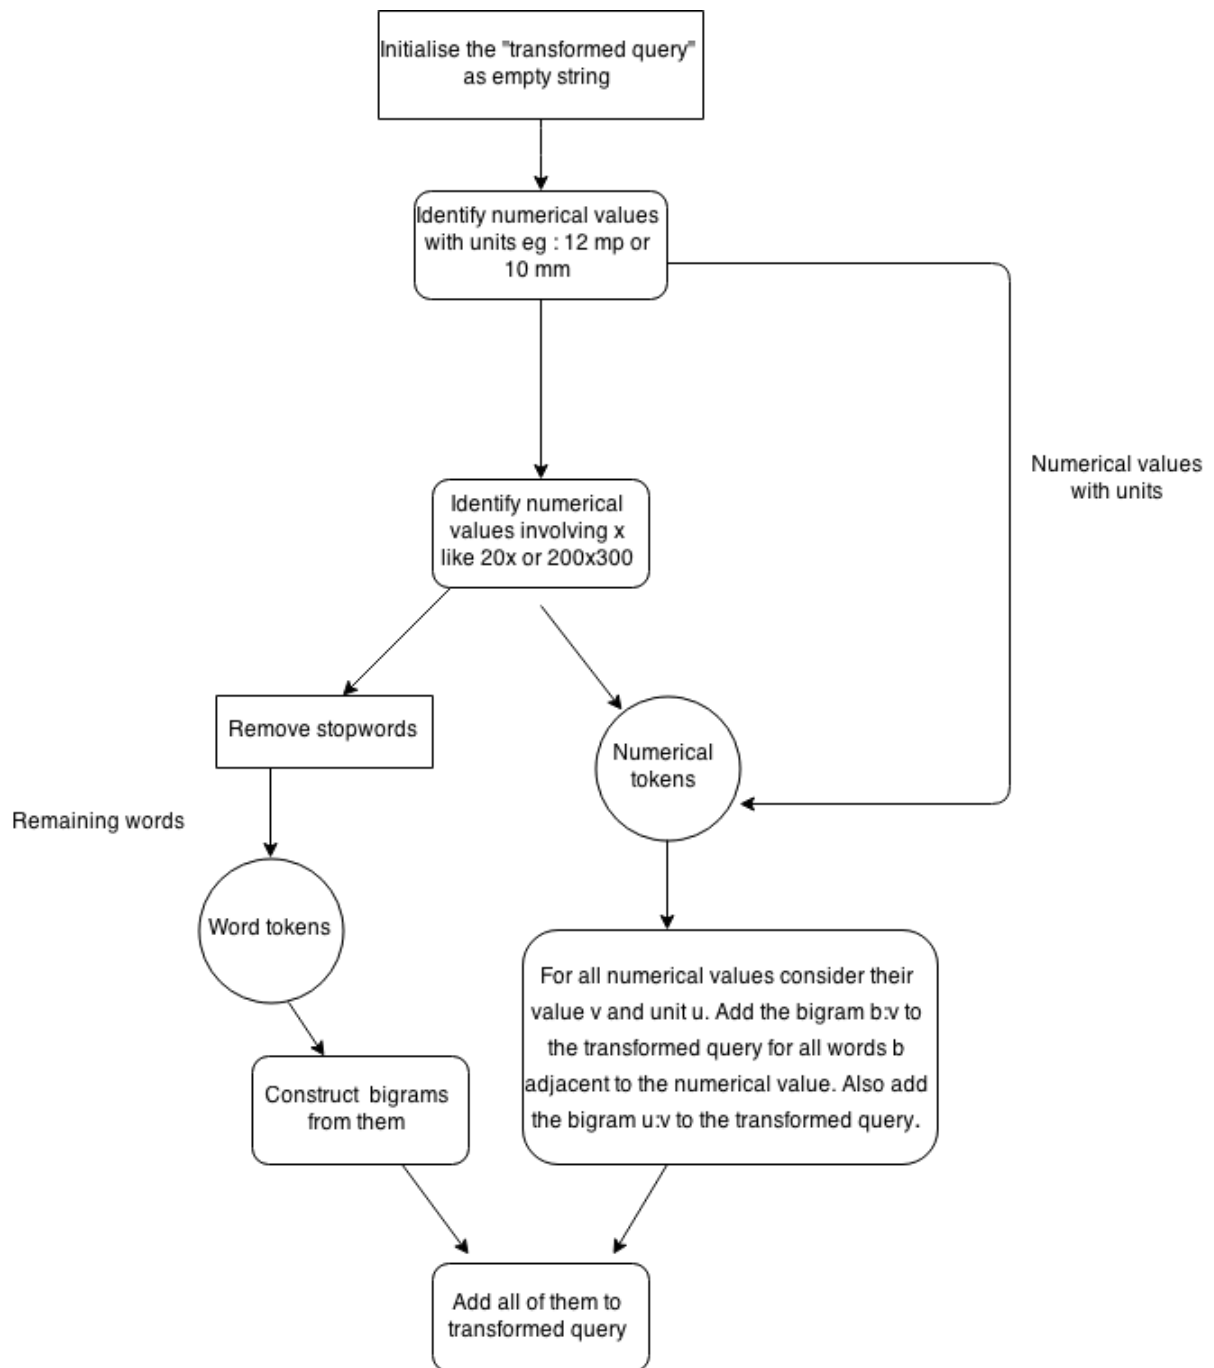 Initialise the "transformed query"
as empty string
Identify numerical values
with units eg : 12 mp or
10 mm
Numerical values
with units
Identify numerical
values involving x
like 20x or 200x300
Remove stopwords
Numerical
tokens
Remaining words
Word tokens
For all numerical values consider their
value v and unit u. Add the bigram b:v to
the transformed query for all words b
adjacent to the numerical value. Also add
the bigram u:v to the transformed query.
Construct  bigrams
from them
Add all of them to
transformed query